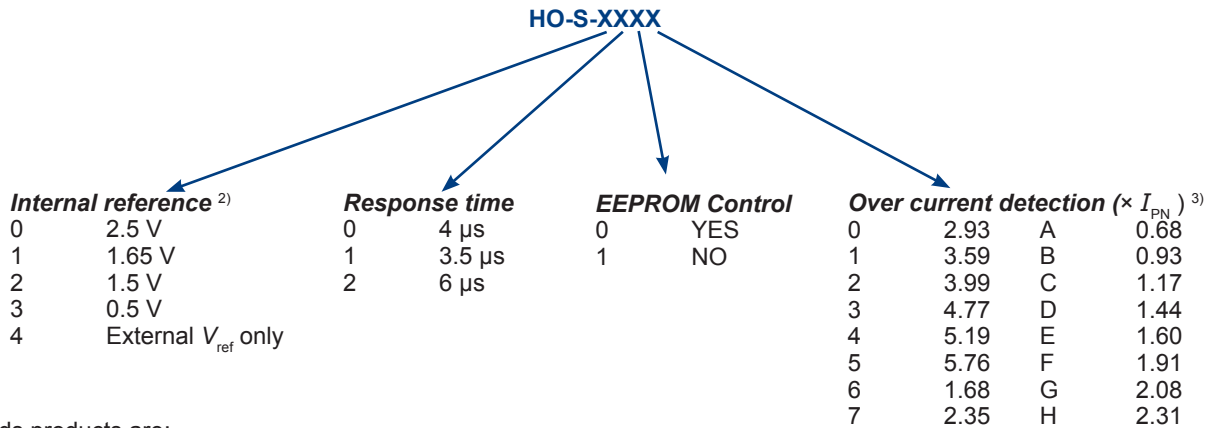 HO-S-XXXX
Internal reference 2)
0 2.5 V
1 1.65 V
2 1.5 V
3 0.5 V
4 External Vref only
Response time
0 4 µs
1 3.5 µs
2 6 µs
EEPROM Control
0 YES
1 NO
Over current detection (× IPN ) 3)
0 2.93 A 0.68
1 3.59 B 0.93
2 3.99 C 1.17
3 4.77 D 1.44
4 5.19 E 1.60
5 5.76 F 1.91
6 1.68 G 2.08
7 2.35 H 2.31
products are: